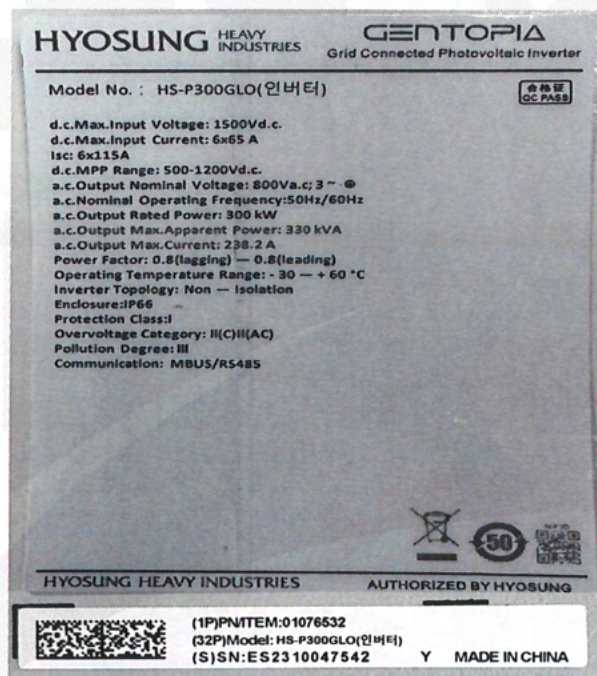 HYOSUNG HEAVY INDUSTRIES
GENTOPIA
Grid Connected Photovoltaic Inverter
Model No. : HS-P300GLO(인버터)
合格证
QC PASS
d.c.Max.Input Voltage: 1500Vd.c.
d.c.Max.Input Current: 6x65 A
Isc: 6x115A
d.c.MPP Range: 500-1200Vd.c.
a.c.Output Nominal Voltage: 800Va.c; 3 ~
a.c.Nominal Operating Frequency:50Hz/60Hz
a.c.Output Rated Power: 300 kW
a.c.Output Max.Apparent Power: 330 kVA
a.c.Output Max.Current: 238.2 A
Power Factor: 0.8(lagging) — 0.8(leading)
Operating Temperature Range: - 30 — + 60 °C
Inverter Topology: Non — Isolation
Enclosure:IP66
Protection Class:I
Overvoltage Category: II(C)II(AC)
Pollution Degree: III
Communication: MBUS/RS485
50
HYOSUNG HEAVY INDUSTRIES
AUTHORIZED BY HYOSUNG
(1P)PN/ITEM:01076532
(32P)Model: HS-P300GLO(인버터)
(S)SN:ES2310047542 Y MADE IN CHINA